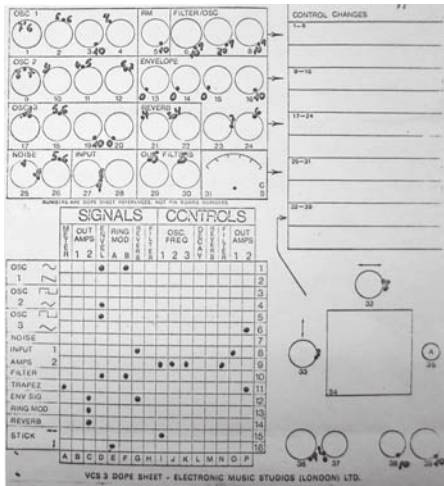 OSC 1 RM FILTER/OSC
1 2 3 4 5 6 8
OSC 2 ENVELOPE
9 10 11 12 13 14 15 16
OSC 3 REVERB
17 18 19 20 21 22 23 24
NOISE INPUT OUT FILTERS
25 26 27 28 29 30 31
C
S
NUMBERS ARE DOPE SHEET REFERENCES, NOT PIN BOARD NUMBERS
CONTROL CHANGES
1-8
9-16
17-24
25-31
32-39
SIGNALS CONTROLS
METER OUT AMPS 1 2 ENVEL RING MOD A B REVERB FILTER OSC FREQ 1 2 3 DECAY REVERB FILTER OUT AMPS 1 2
OSC 1
1
2
3
OSC 2
4
5
OSC 3
6
NOISE 7
INPUT 1 8
AMPS 2 9
FILTER 10
TRAPEZ 11
ENV SIG 12
RING MOD 13
REVERB 14
STICK 15
16
A B C D E F G H I J K L M N O P
32
33
34
A
35
36 37 38 39
VCS 3 DOPE SHEET - ELECTRONIC MUSIC STUDIOS (LONDON) LTD.